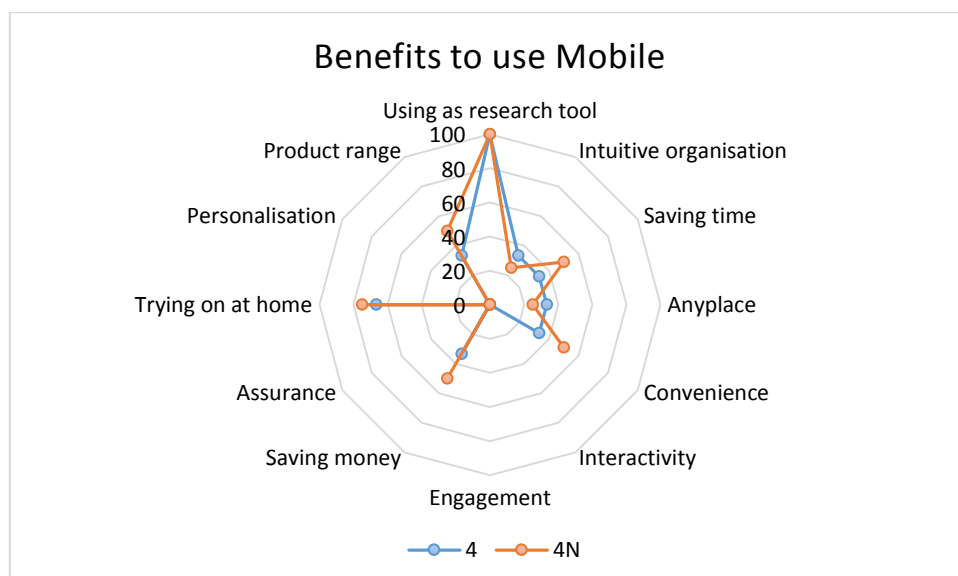 Benefits to use Mobile
Using as research tool
100
Product range
Intuitive organisation
80
60
Personalisation
Saving time
40
20
Trying on at home
0
Anyplace
Assurance
Convenience
Saving money
Interactivity
Engagement
4
4N